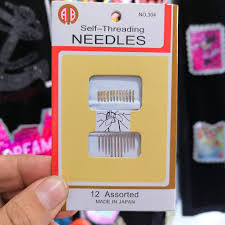 NO.304
Self-Threading
NEEDLES
12 Assorted
MADE IN JAPAN